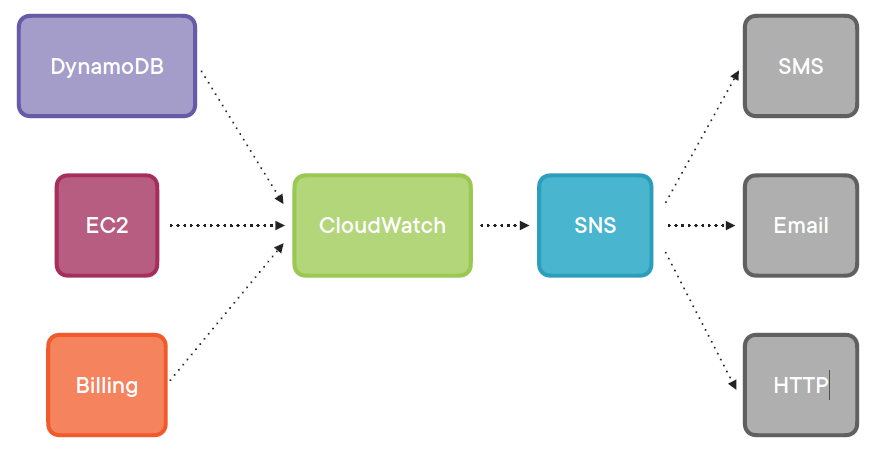 DynamoDB
SMS
EC2
CloudWatch
SNS
Email
Billing
HTTP